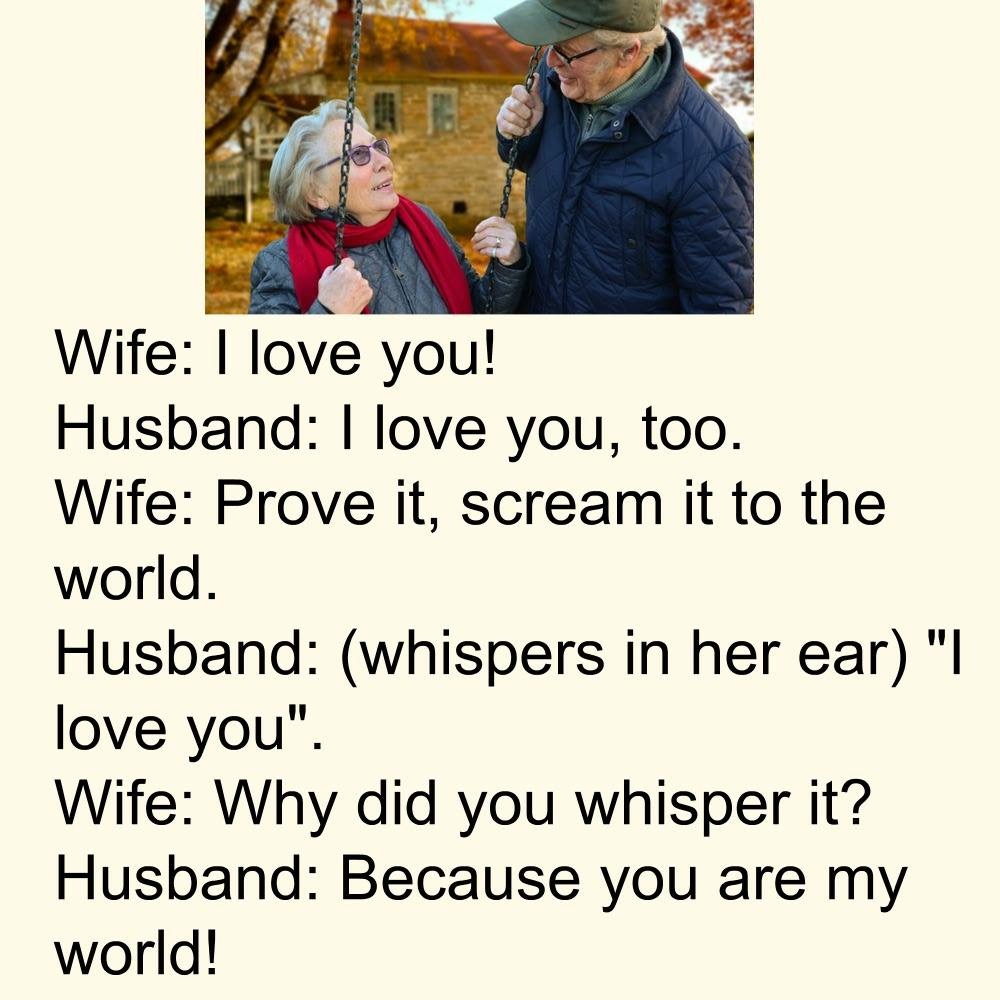 Wife: I love you!
Husband: I love you, too.
Wife: Prove it, scream it to the
world.
Husband: (whispers in her ear) "I
love you".
Wife: Why did you whisper it?
Husband: Because you are my
world!